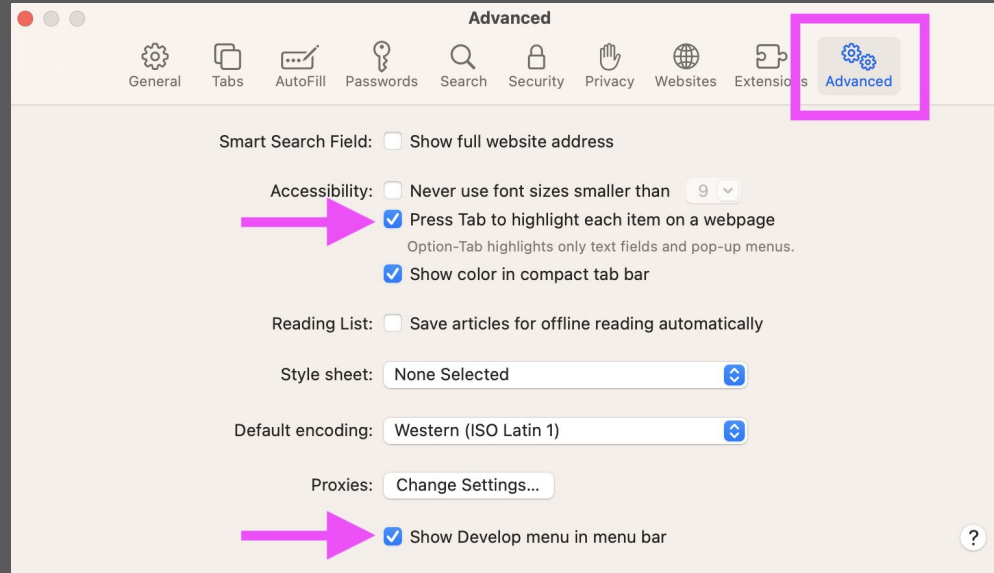 Advanced
General Tabs AutoFill Passwords Search Security Privacy Websites Extensions Advanced
Smart Search Field: Show full website address
Accessibility: Never use font sizes smaller than 9
Press Tab to highlight each item on a webpage
Option-Tab highlights only text fields and pop-up menus.
Show color in compact tab bar
Reading List: Save articles for offline reading automatically
Style sheet: None Selected
Default encoding: Western (ISO Latin 1)
Proxies: Change Settings...
Show Develop menu in menu bar ?